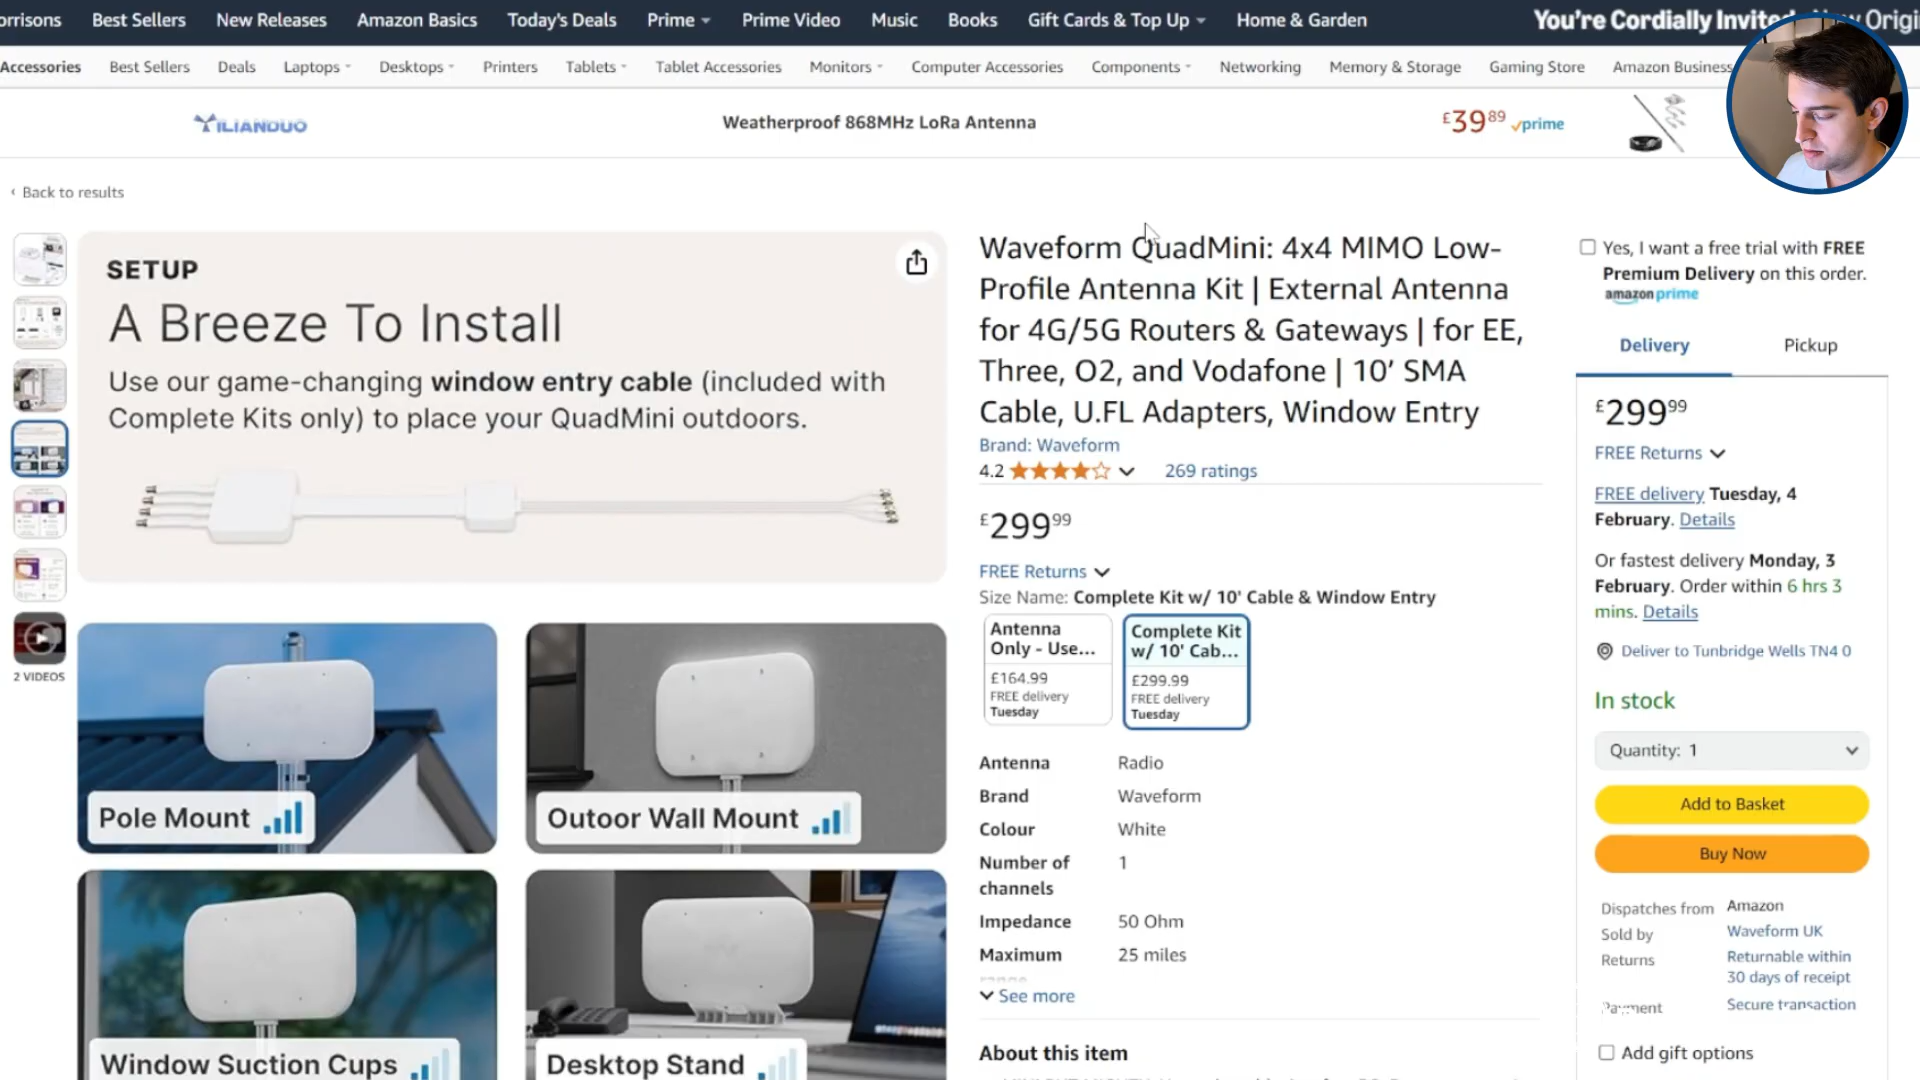 orrisons Best Sellers New Releases Amazon Basics Today's Deals Prime Prime Video Music Books Gift Cards & Top Up Home & Garden You're Cordially Invited Origi
Accessories Best Sellers Deals Laptops Desktops Printers Tablets Tablet Accessories Monitors Computer Accessories Components Networking Memory & Storage Gaming Store Amazon Business
YILIANDUO Weatherproof 868MHz LoRa Antenna £39 89 prime
Back to results
SETUP
A Breeze To Install
Use our game-changing window entry cable (included with
Complete Kits only) to place your QuadMini outdoors.
2 VIDEOS
Pole Mount
Outoor Wall Mount
Window Suction Cups
Desktop Stand
Waveform QuadMini: 4x4 MIMO Low-
Profile Antenna Kit | External Antenna
for 4G/5G Routers & Gateways | for EE,
Three, O2, and Vodafone | 10' SMA
Cable, U.FL Adapters, Window Entry
Brand: Waveform
4.2 269 ratings
£299 99
FREE Returns
Size Name: Complete Kit w/ 10' Cable & Window Entry
Antenna
Only - Use...
£164.99
FREE delivery
Tuesday
Complete Kit
w/ 10' Cab...
£299.99
FREE delivery
Tuesday
Antenna Radio
Brand Waveform
Colour White
Number of 1
channels
Impedance 50 Ohm
Maximum 25 miles
range
See more
About this item
Yes, I want a free trial with FREE
Premium Delivery on this order.
amazon prime
Delivery Pickup
£299 99
FREE Returns
FREE delivery Tuesday, 4
February. Details
Or fastest delivery Monday, 3
February. Order within 6 hrs 3
mins. Details
Deliver to Tunbridge Wells TN4 0
In stock
Quantity: 1
Add to Basket
Buy Now
Dispatches from Amazon
Sold by Waveform UK
Returns Returnable within
30 days of receipt
Payment Secure transaction
Add gift options